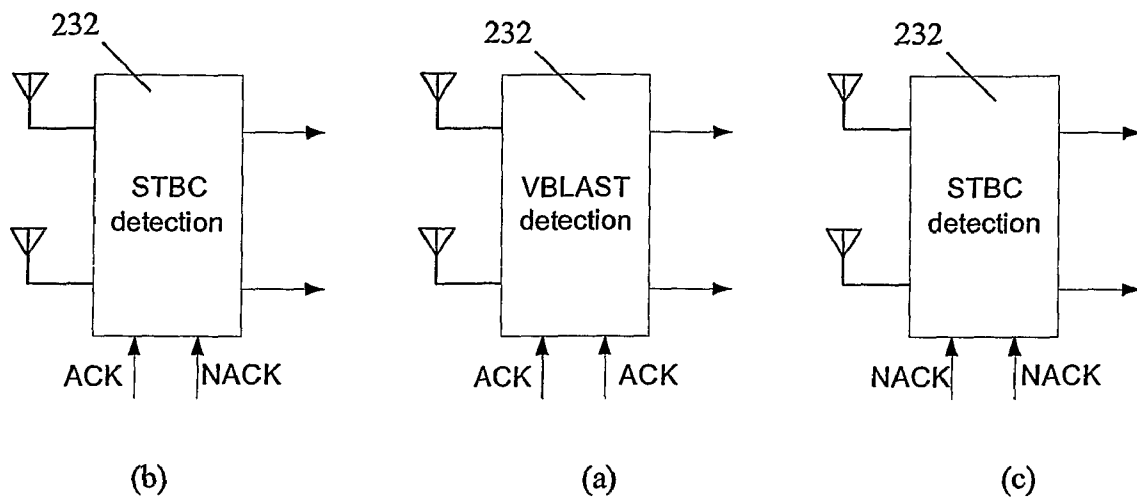 232
232
232
STBC
detection
VBLAST
detection
STBC
detection
ACK
NACK
ACK
ACK
NACK
NACK
(b)
(a)
(c)